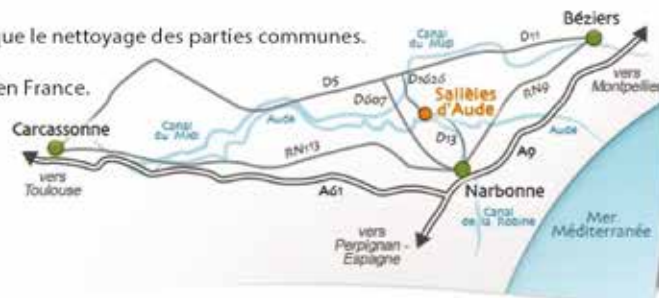 que le nettoyage des parties communes.
en France.
Béziers
Canal
du Midi
D11
vers
Montpellier
D5
D1626
D607
Sallèles
d'Aude
RN9
Aude
Aude
Carcassonne
Canal
du Midi
RN113
D13
A9
vers
Toulouse
A61
Narbonne
Canal
de la Robine
vers
Perpignan -
Espagne
Mer
Méditerranée